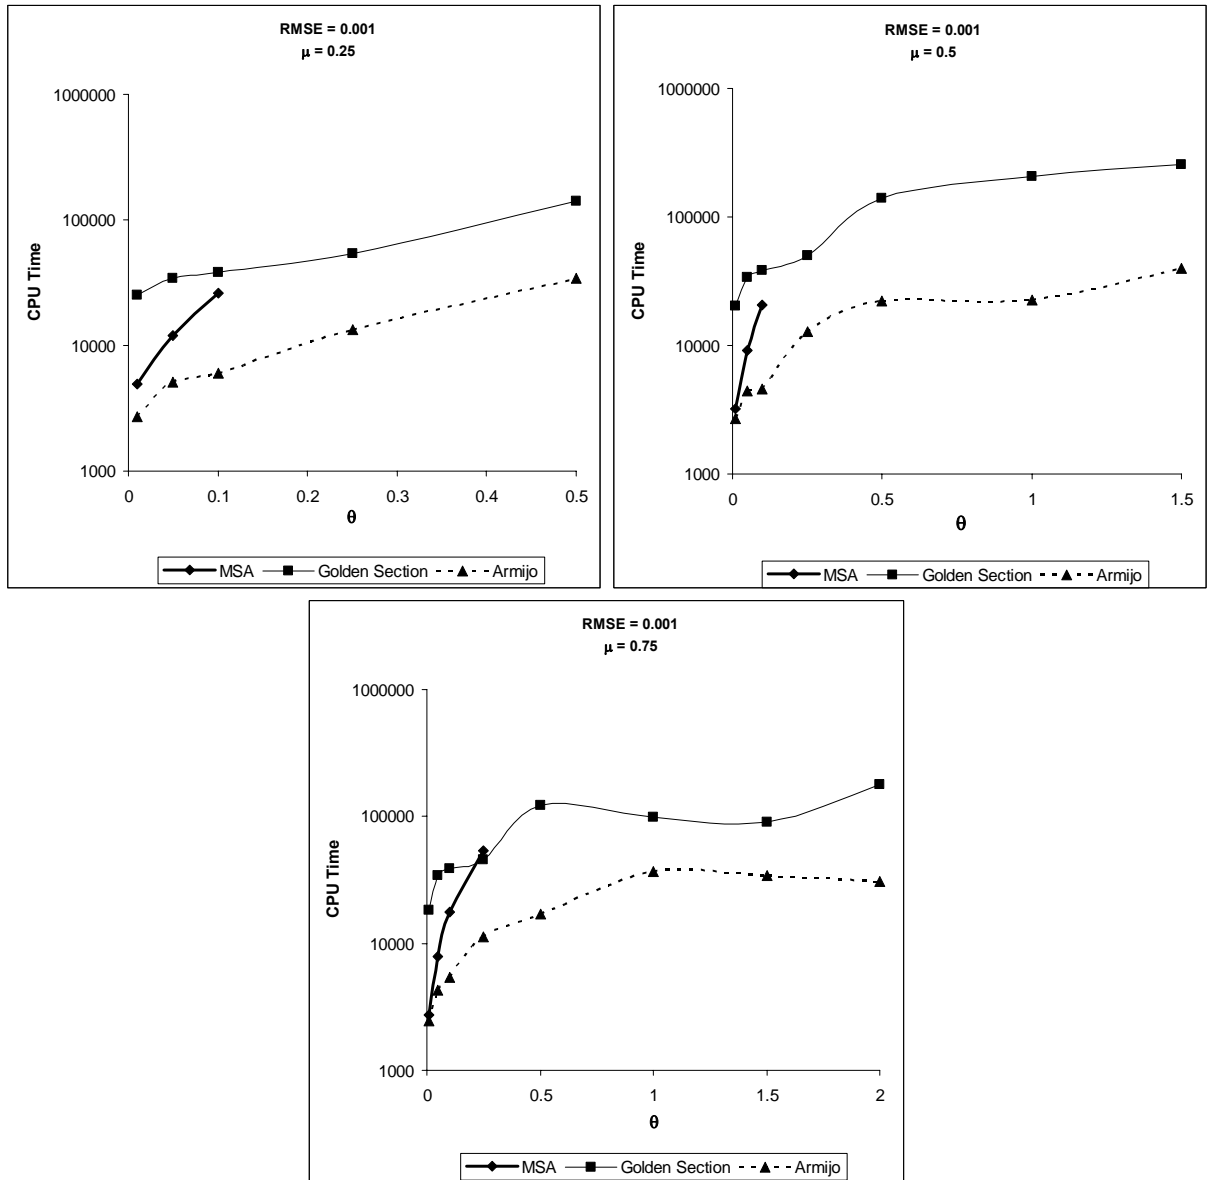 RMSE = 0.001
μ = 0.25
1000000
100000
10000
1000
CPU Time
0 0.1 0.2 0.3 0.4 0.5
θ
MSA Golden Section Armijo
RMSE = 0.001
μ = 0.5
1000000
100000
10000
1000
CPU Time
0 0.5 1 1.5
θ
MSA Golden Section Armijo
RMSE = 0.001
μ = 0.75
1000000
100000
10000
1000
CPU Time
0 0.5 1 1.5 2
θ
MSA Golden Section Armijo